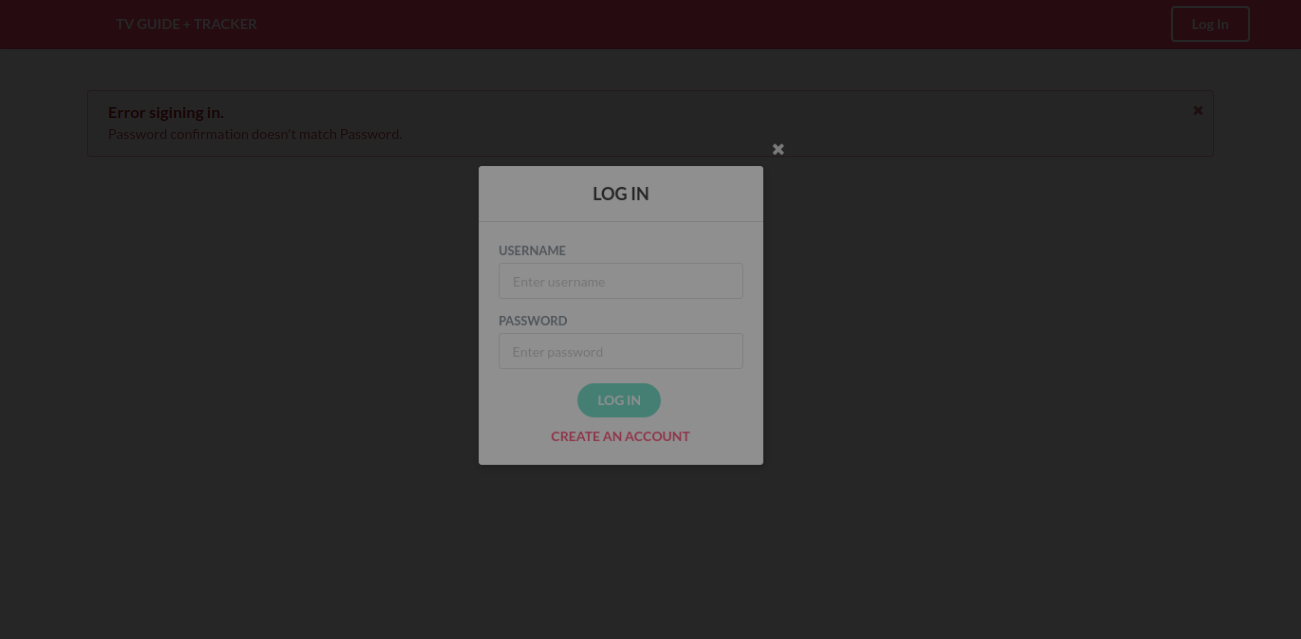 TV GUIDE + TRACKER
Log In
Error sigining in.
Password confirmation doesn't match Password.
LOG IN
USERNAME
Enter username
PASSWORD
Enter password
LOG IN
CREATE AN ACCOUNT